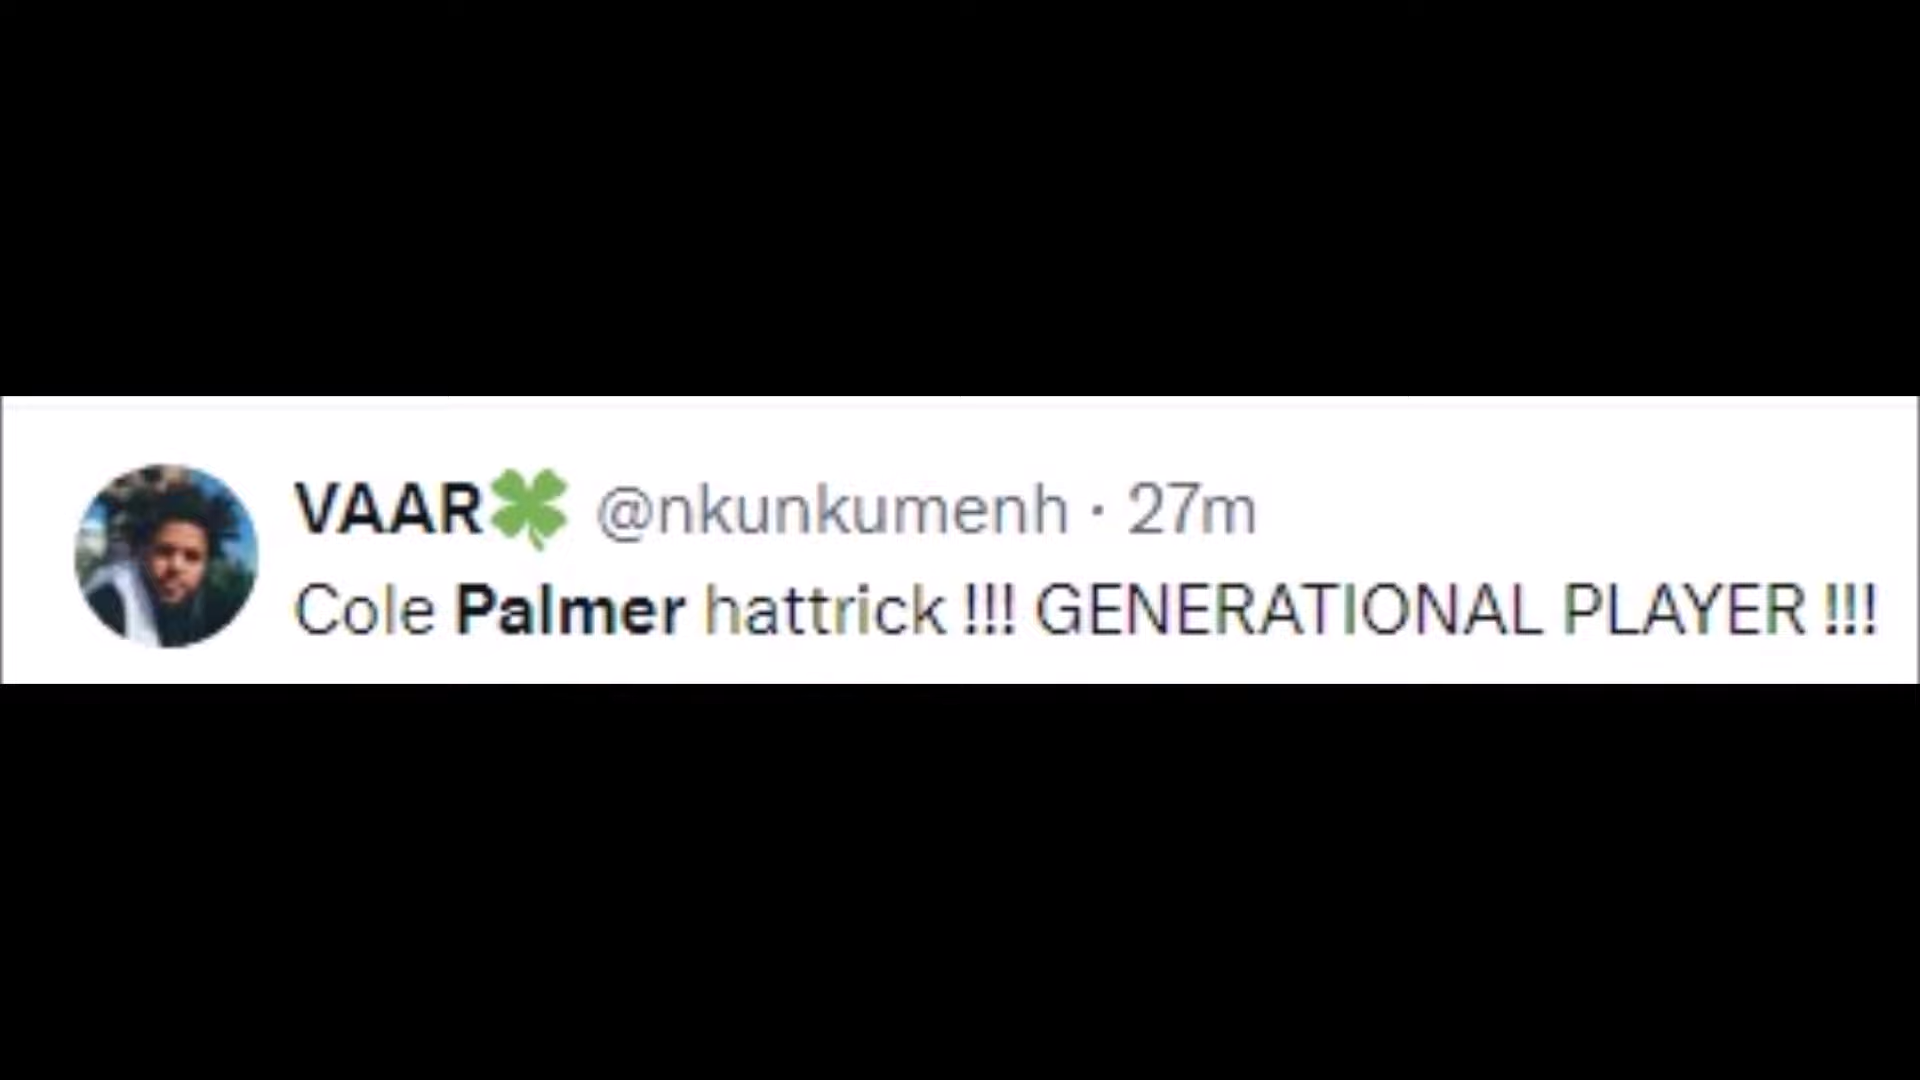 VAAR🍀 @nkunkumenh · 27m
Cole Palmer hattrick !!! GENERATIONAL PLAYER !!!